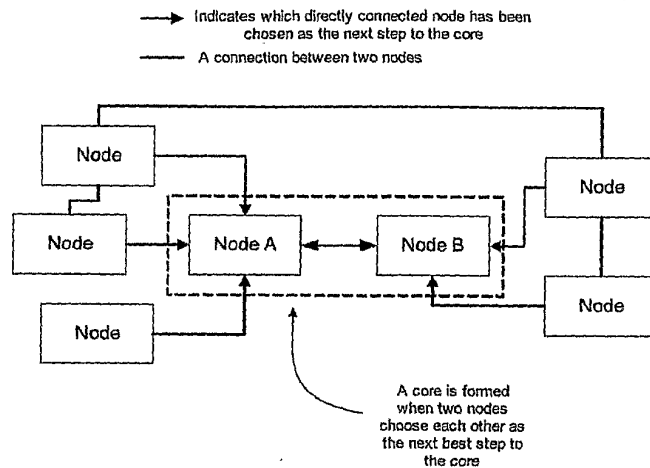 Indicates which directly connected node has been
chosen as the next step to the core
A connection between two nodes
Node
Node
Node
Node A
Node B
Node
Node
A core is formed
when two nodes
choose each other as
the next best step to
the core